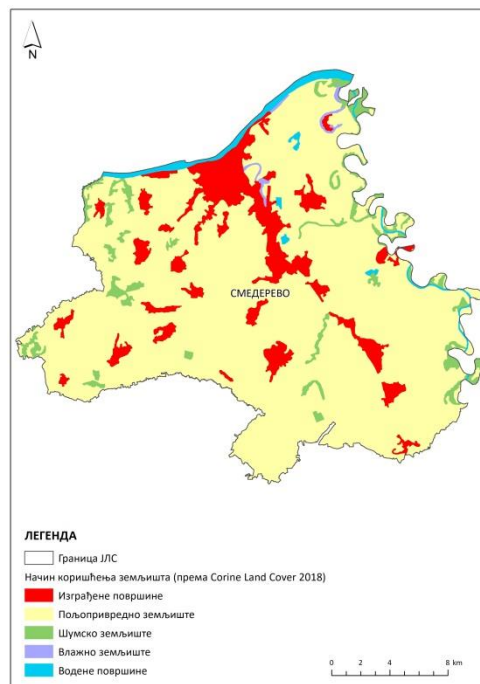 N
СМЕДЕРЕВО
ЛЕГЕНДА
Граница ЈЛС
Начин коришћења земљишта (према Corine Land Cover 2018)
Изграђене површине
Пољопривредно земљиште
Шумско земљиште
Влажно земљиште
Водене површине
0 2 4 8 km